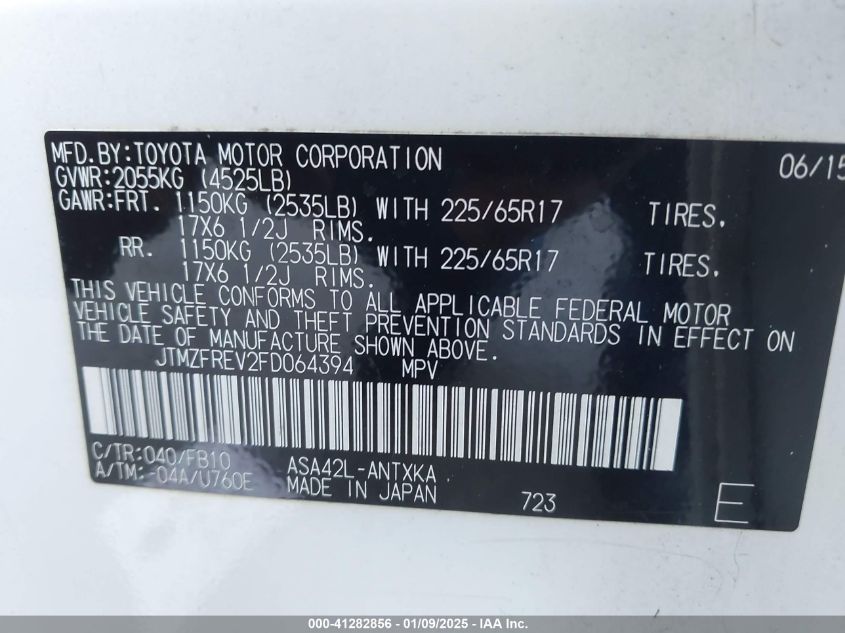 MFD.BY:TOYOTA MOTOR CORPORATION 06/15
GVWR:2055KG (4525LB)
GAWR:FRT. 1150KG (2535LB) WITH 225/65R17 TIRES.
17X6 1/2J RIMS.
RR. 1150KG (2535LB) WITH 225/65R17 TIRES.
17X6 1/2J RIMS.
THIS VEHICLE CONFORMS TO ALL APPLICABLE FEDERAL MOTOR
VEHICLE SAFETY AND THEFT PREVENTION STANDARDS IN EFFECT ON
THE DATE OF MANUFACTURE SHOWN ABOVE.
JTMZFREV2FD064394 MPV
C/TR:040/FB10 ASA42L-ANTXKA
A/TM:-04A/U760E MADE IN JAPAN 723 E
000-41282856 - 01/09/2025 - IAA Inc.